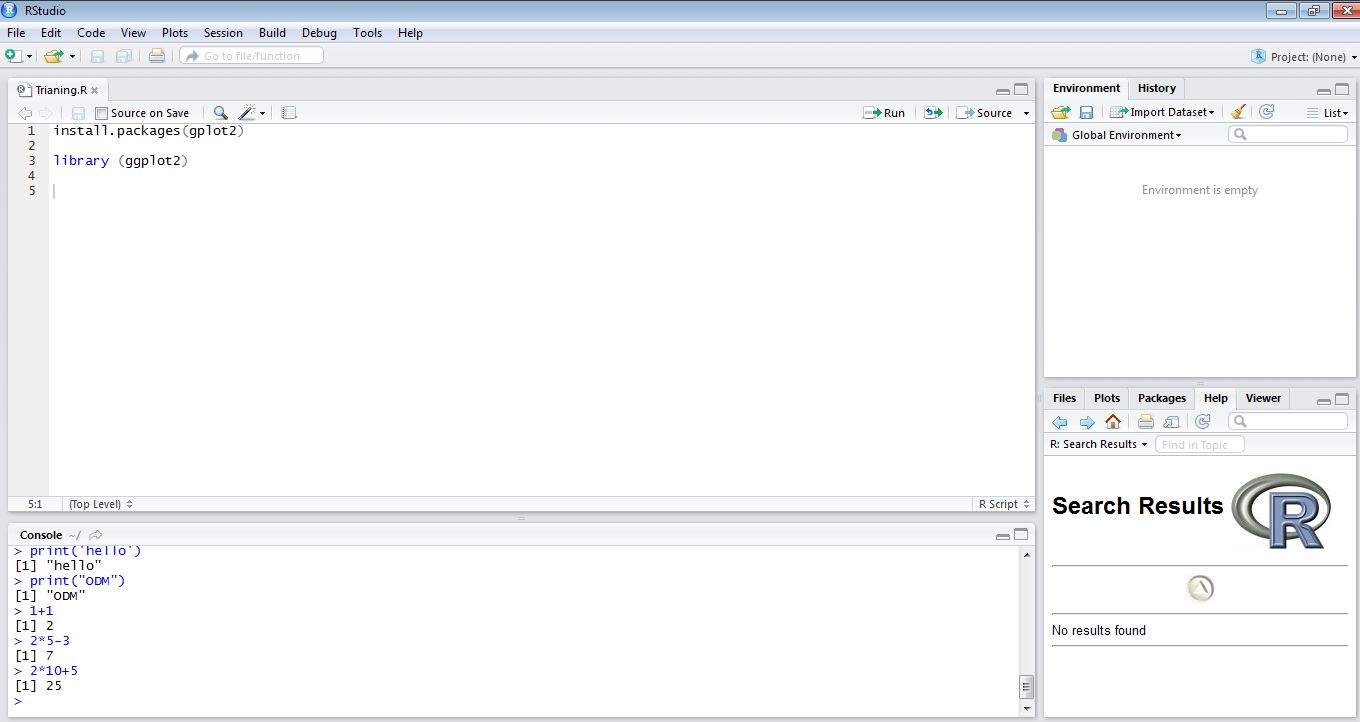 RStudio
File Edit Code View Plots Session Build Debug Tools Help
Go to file/function
Project: (None)
Trianing.R
Source on Save
Run
Source
1 install.packages(gplot2)
2
3 library (ggplot2)
4
5
5:1 (Top Level)
R Script
Console ~/
> print('hello')
[1] "hello"
> print("ODM")
[1] "ODM"
> 1+1
[1] 2
> 2*5-3
[1] 7
> 2*10+5
[1] 25
>
Environment History
Import Dataset
List
Global Environment
Environment is empty
Files Plots Packages Help Viewer
R: Search Results
Find in Topic
Search Results
R
No results found